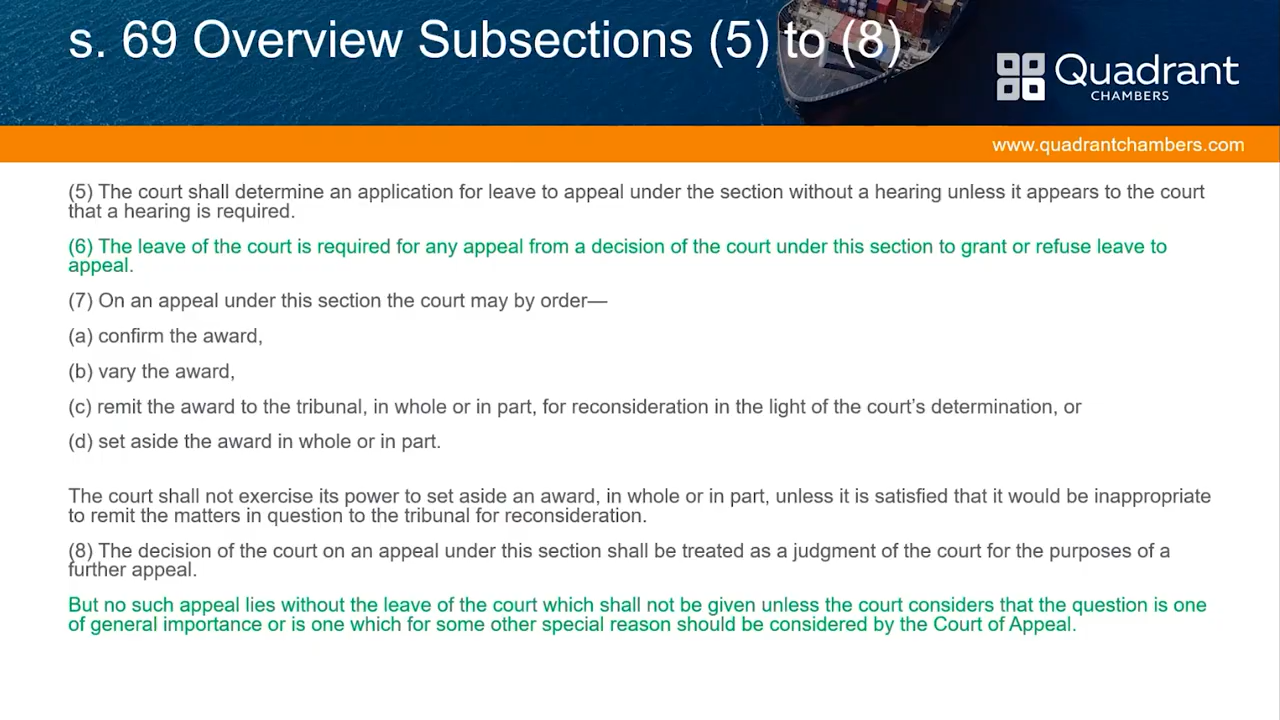 s. 69 Overview Subsections (5) to (8)
Quadrant
CHAMBERS
www.quadrantchambers.com
(5) The court shall determine an application for leave to appeal under the section without a hearing unless it appears to the court
that a hearing is required.
(6) The leave of the court is required for any appeal from a decision of the court under this section to grant or refuse leave to
appeal.
(7) On an appeal under this section the court may by order—
(a) confirm the award,
(b) vary the award,
(c) remit the award to the tribunal, in whole or in part, for reconsideration in the light of the court’s determination, or
(d) set aside the award in whole or in part.
The court shall not exercise its power to set aside an award, in whole or in part, unless it is satisfied that it would be inappropriate
to remit the matters in question to the tribunal for reconsideration.
(8) The decision of the court on an appeal under this section shall be treated as a judgment of the court for the purposes of a
further appeal.
But no such appeal lies without the leave of the court which shall not be given unless the court considers that the question is one
of general importance or is one which for some other special reason should be considered by the Court of Appeal.